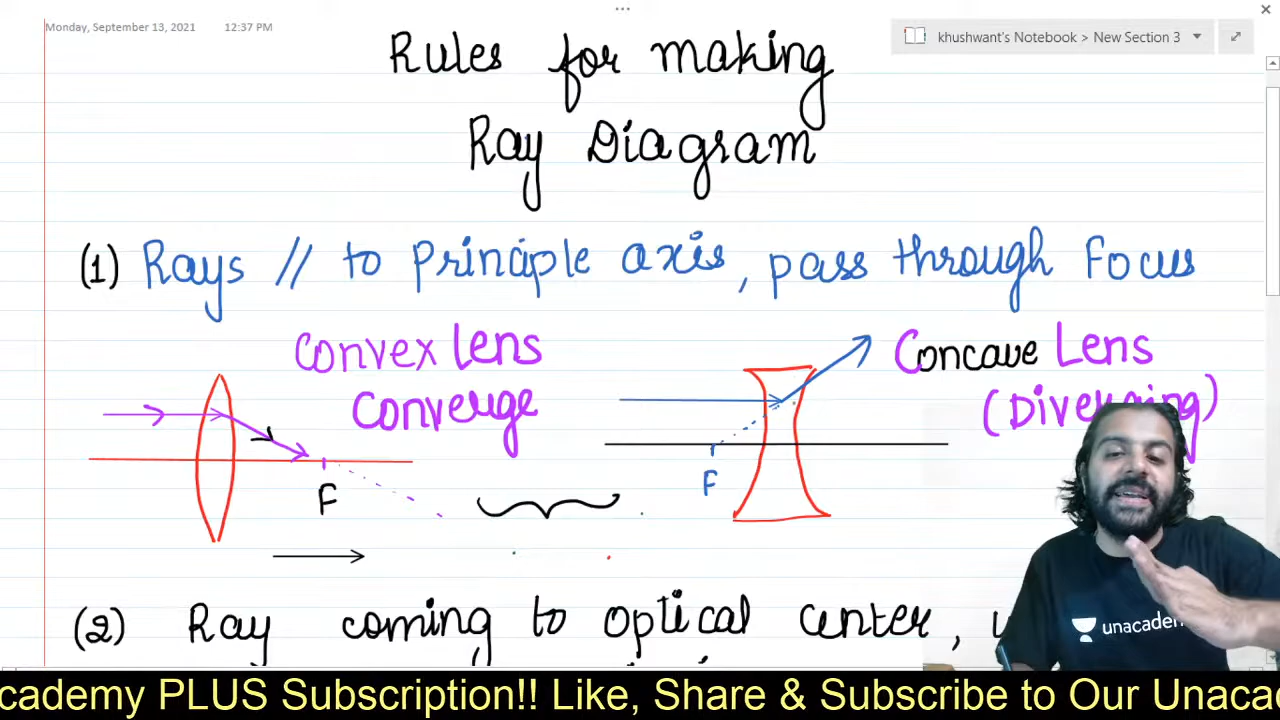 Monday, September 13, 2021 12:37 PM
khushwant's Notebook > New Section 3
Rules for making
Ray Diagram
(1) Rays // to principle axis, pass through Focus
Convex Lens
Converge
Concave Lens
(Diverging)
F
F
(2) Ray coming to optical center,
unacadem
cademy PLUS Subscription!! Like, Share & Subscribe to Our Unaca